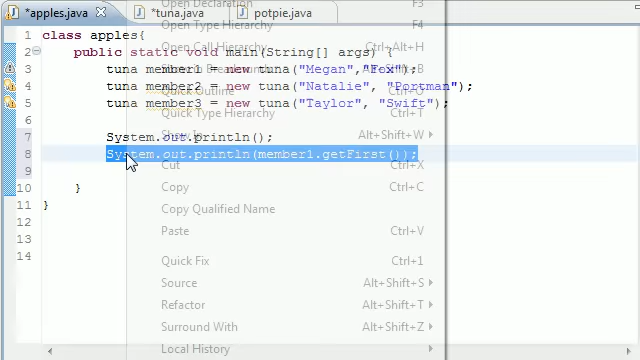 *apples.java
*tuna.java
potpie.java
1 class apples{
2 public static void main(String[] args) {
3 tuna member1 = new tuna("Megan","Fox");
4 tuna member2 = new tuna("Natalie", "Portman");
5 tuna member3 = new tuna("Taylor", "Swift");
6
7 System.out.println();
8 System.out.println(member1.getFirst());
9
10 }
11 }
12
13
14
Open Declaration F3
Open Type Hierarchy F4
Open Call Hierarchy Ctrl+Alt+H
Quick Outline Ctrl+O
Quick Type Hierarchy Ctrl+T
Show In Alt+Shift+W
Cut Ctrl+X
Copy Ctrl+C
Copy Qualified Name
Paste Ctrl+V
Quick Fix Ctrl+1
Source Alt+Shift+S
Refactor Alt+Shift+T
Surround With Alt+Shift+Z
Local History